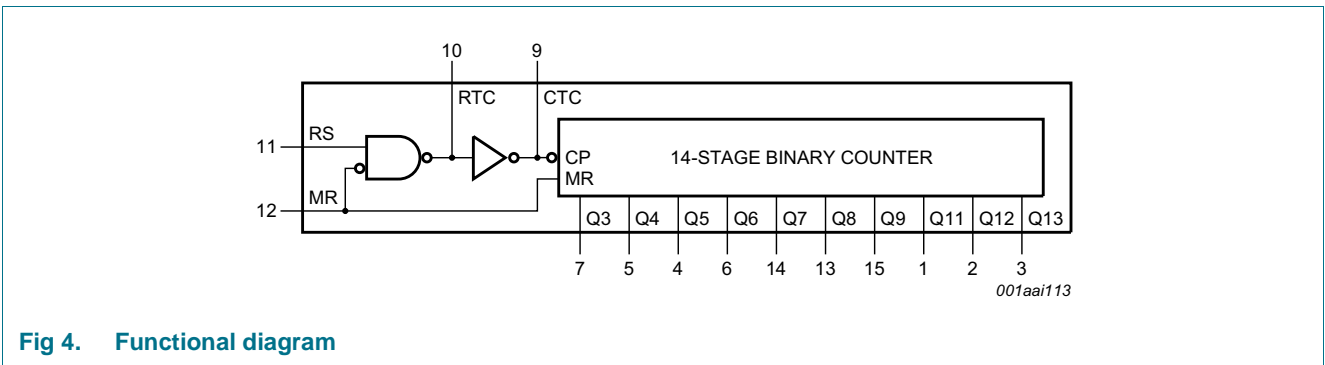 10 9
RTC CTC
11 RS
CP 14-STAGE BINARY COUNTER
MR
12 MR
Q3 Q4 Q5 Q6 Q7 Q8 Q9 Q11 Q12 Q13
7 5 4 6 14 13 15 1 2 3
001aai113
Fig 4. Functional diagram